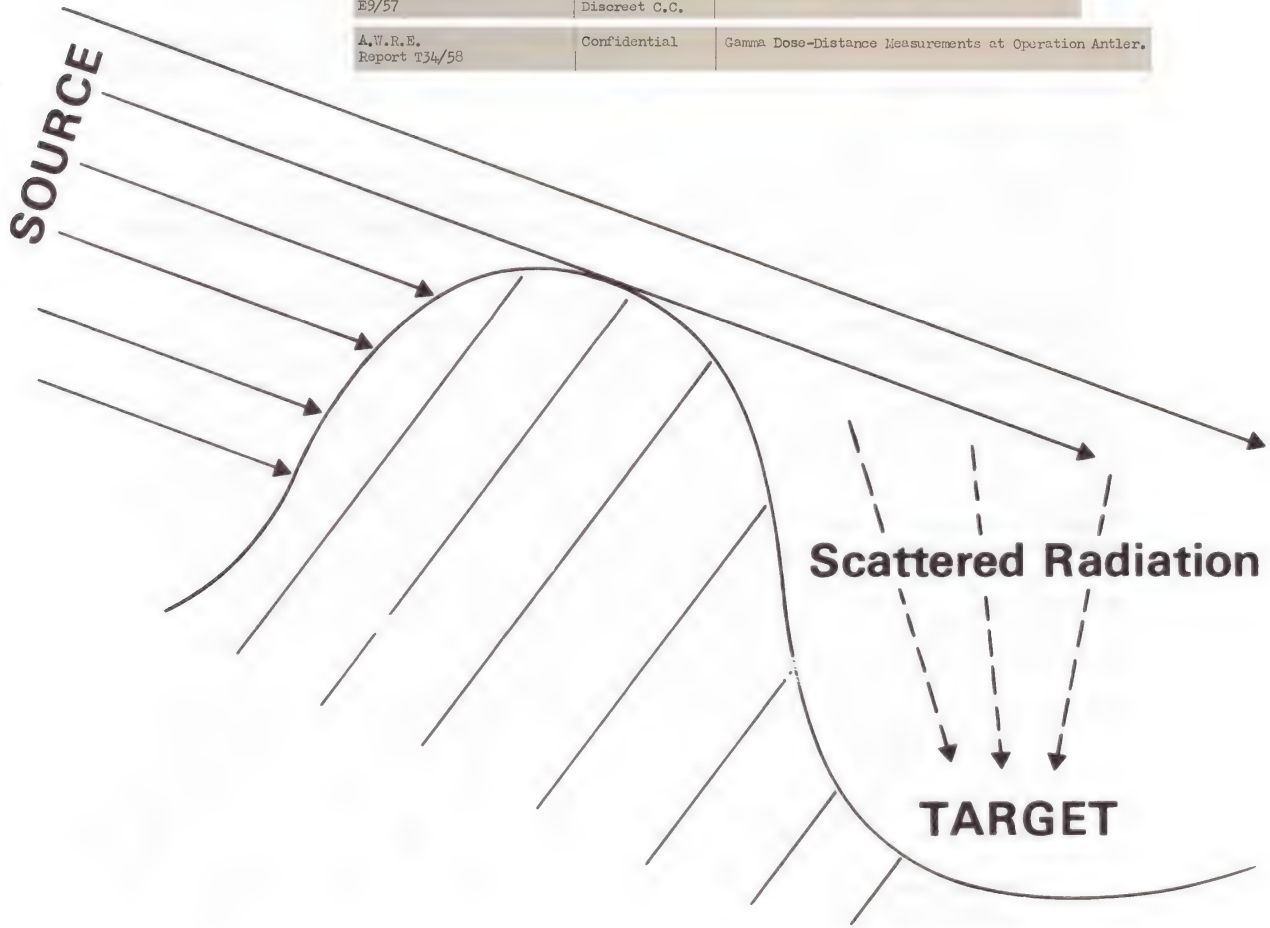 E9/57 Discreet C.C.
A.W.R.E. Confidential Gamma Dose-Distance Measurements at Operation Antler.
Report T34/58
SOURCE
Scattered Radiation
TARGET